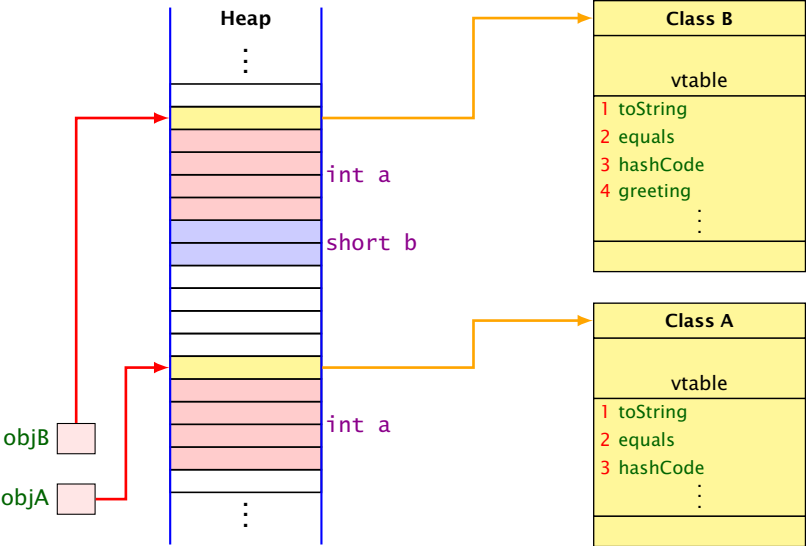 Heap
int a
short b
int a
objB
objA
Class B
vtable
1 toString
2 equals
3 hashCode
4 greeting
Class A
vtable
1 toString
2 equals
3 hashCode